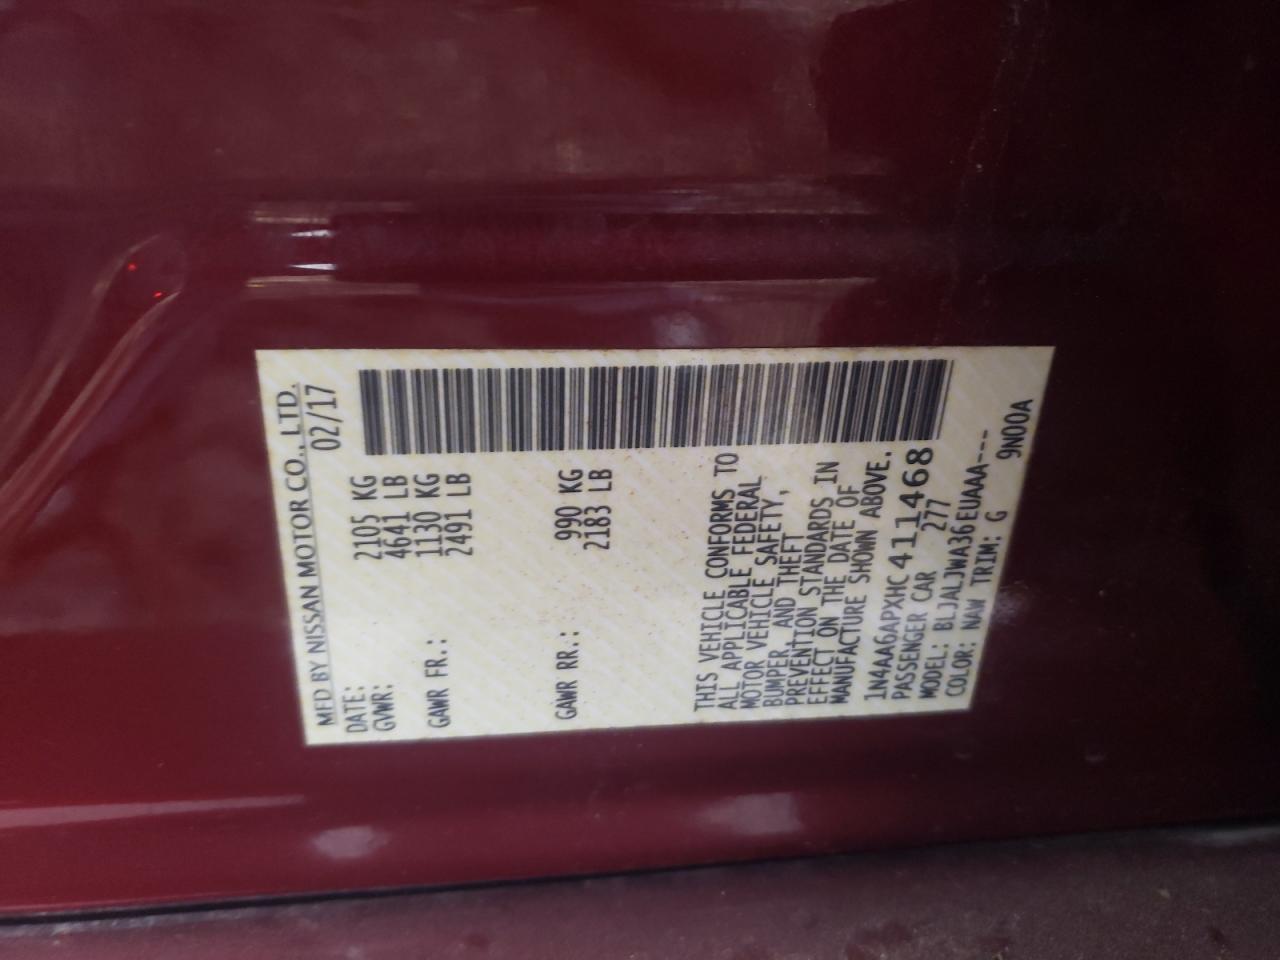 MFD BY NISSAN MOTOR CO., LTD.
DATE: 02/17
GVWR: 2105 KG
4641 LB
GAWR FR.: 1130 KG
2491 LB
GAWR RR.: 990 KG
2183 LB
THIS VEHICLE CONFORMS TO
ALL APPLICABLE FEDERAL
MOTOR VEHICLE SAFETY,
BUMPER, AND THEFT
PREVENTION STANDARDS IN
EFFECT ON THE DATE OF
MANUFACTURE SHOWN ABOVE.
1N4AA6APXHC411468
PASSENGER CAR 277
MODEL: BLJALJWA36EUAAA---
COLOR: NAW TRIM: G 9N00A